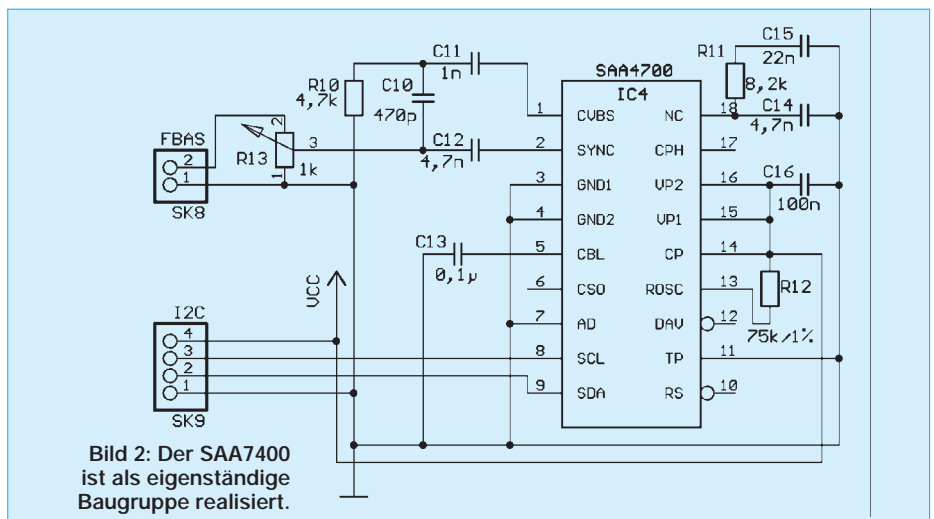 C15
22n
R11
8,2k
C11
1n
SAA4700
IC4
R10
4,7k
C10
470p
C14
4,7n
C12
4,7n
FBAS
2
1
SK8
2
3
1
R13
1k
1 CVBS NC 18
2 SYNC CPH 17
3 GND1 VP2 16
4 GND2 VP1 15
5 CBL CP 14
6 CSO ROSC 13
7 AD DAV 12
8 SCL TP 11
9 SDA RS 10
C16
100n
C13
0,1µ
R12
75k/1%
VCC
I2C
4
3
2
1
SK9
Bild 2: Der SAA7400
ist als eigenständige
Baugruppe realisiert.